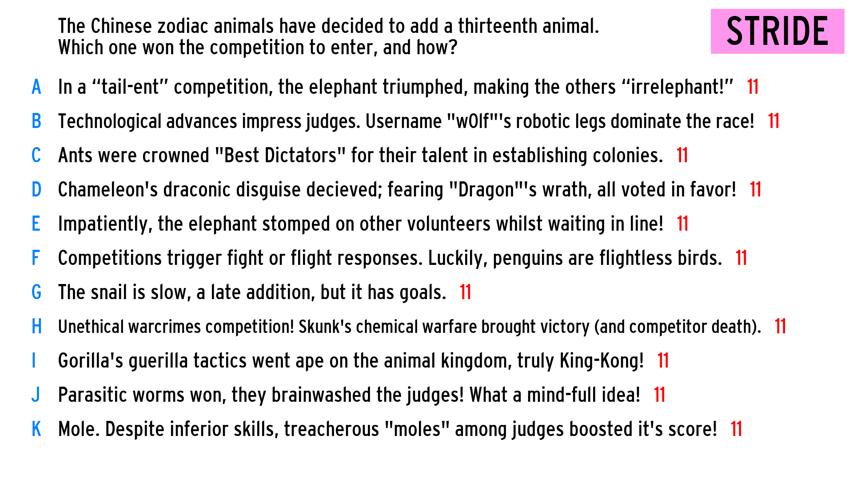 The Chinese zodiac animals have decided to add a thirteenth animal.
Which one won the competition to enter, and how?
STRIDE
A In a “tail-ent” competition, the elephant triumphed, making the others “irrelephant!” 11
B Technological advances impress judges. Username "w0lf"'s robotic legs dominate the race! 11
C Ants were crowned "Best Dictators" for their talent in establishing colonies. 11
D Chameleon's draconic disguise decieved; fearing "Dragon"'s wrath, all voted in favor! 11
E Impatiently, the elephant stomped on other volunteers whilst waiting in line! 11
F Competitions trigger fight or flight responses. Luckily, penguins are flightless birds. 11
G The snail is slow, a late addition, but it has goals. 11
H Unethical warcrimes competition! Skunk's chemical warfare brought victory (and competitor death). 11
I Gorilla's guerilla tactics went ape on the animal kingdom, truly King-Kong! 11
J Parasitic worms won, they brainwashed the judges! What a mind-full idea! 11
K Mole. Despite inferior skills, treacherous "moles" among judges boosted it's score! 11